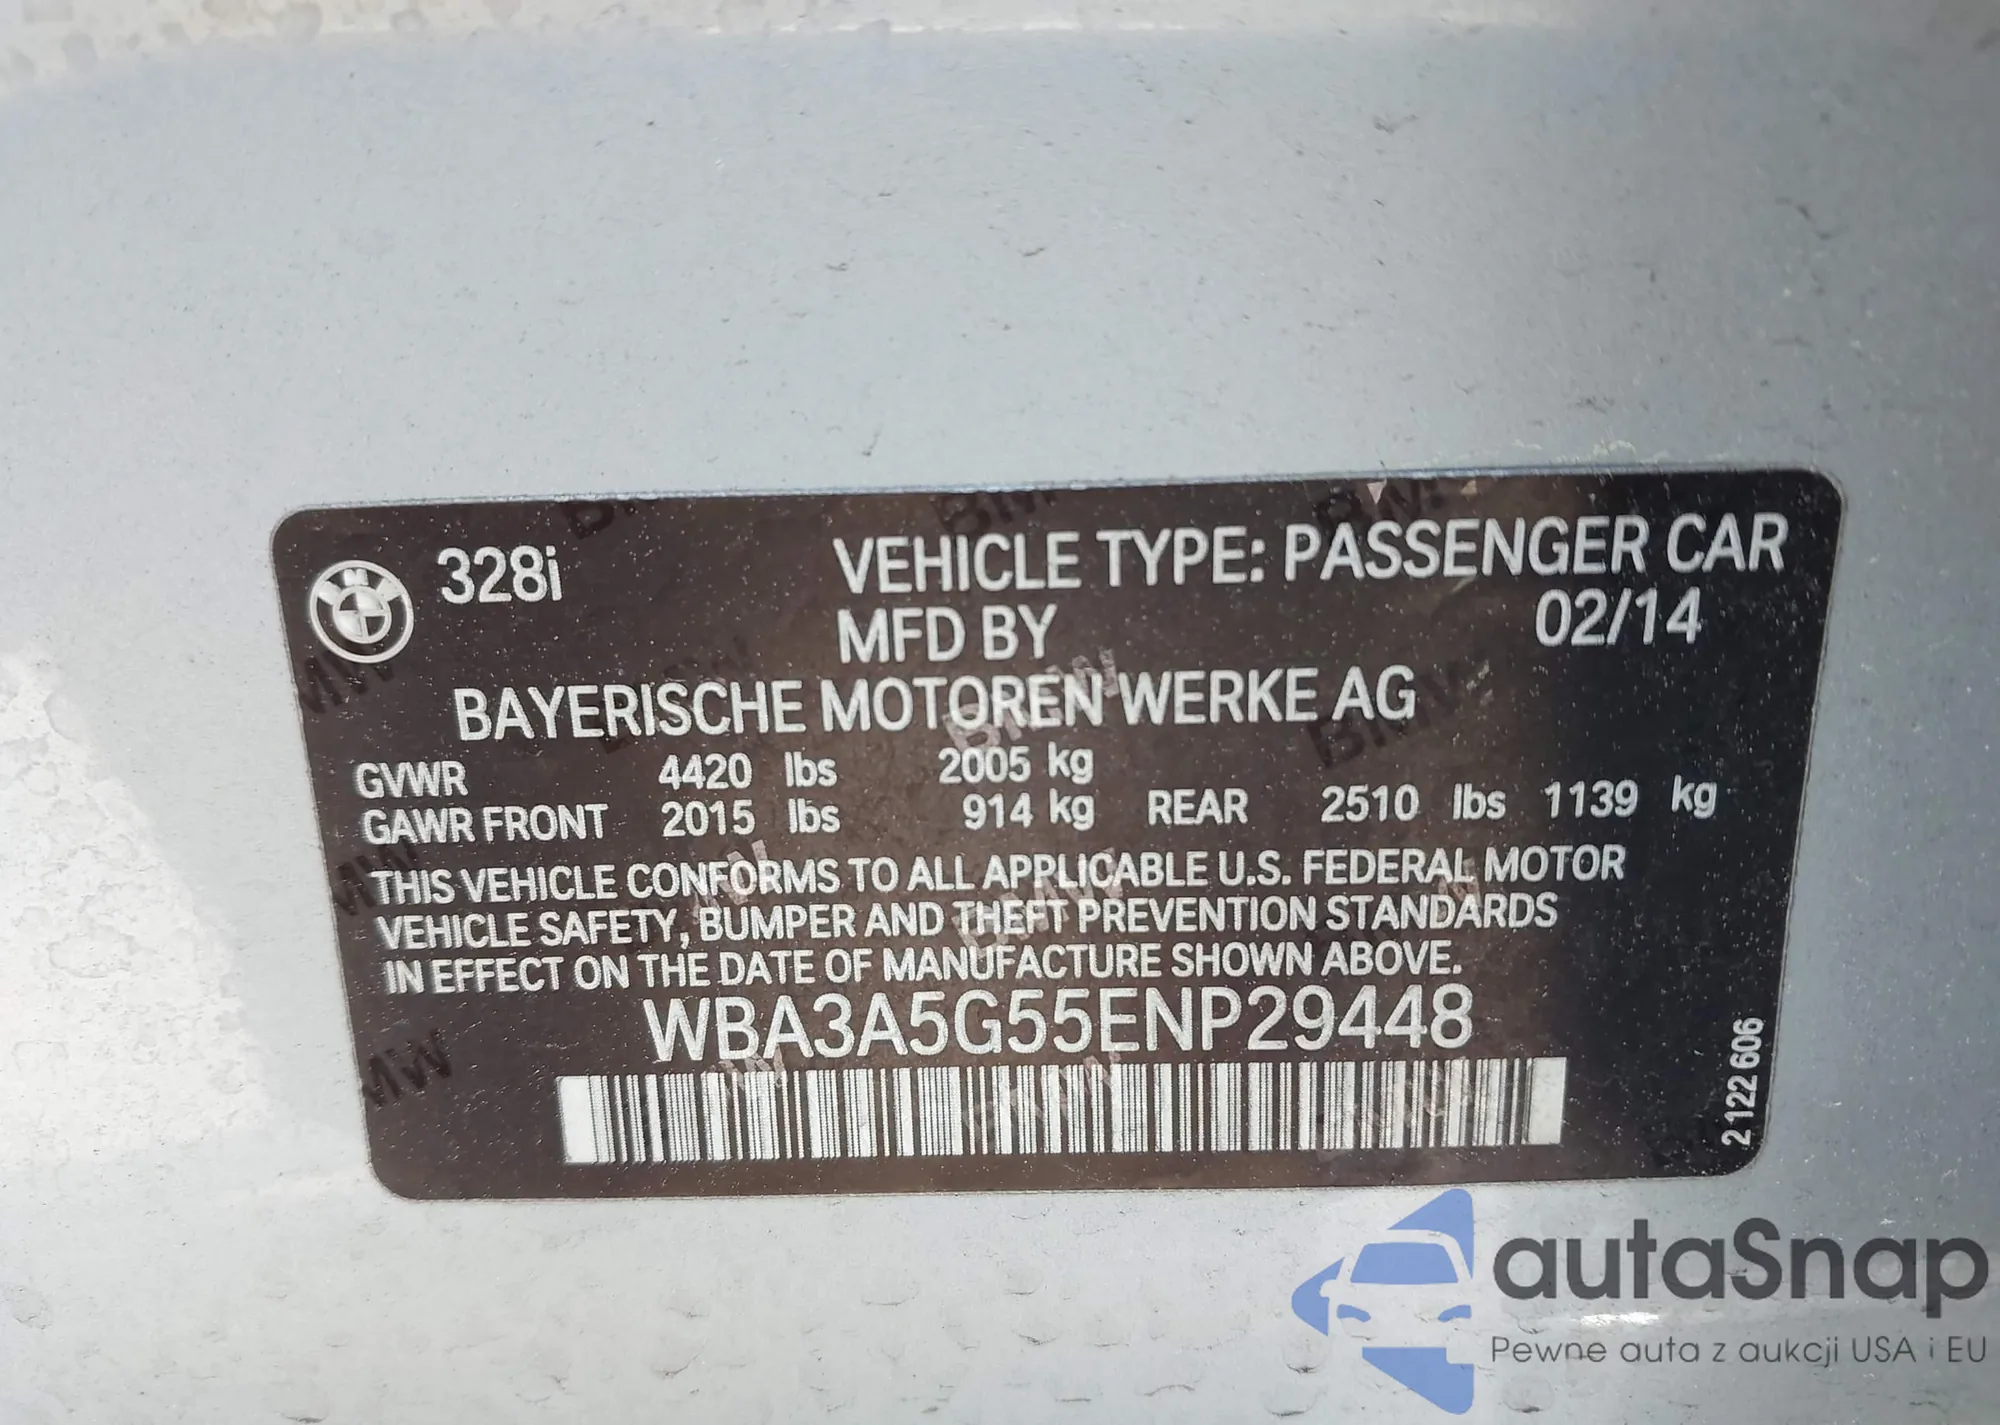 328i
VEHICLE TYPE: PASSENGER CAR
MFD BY 02/14
BAYERISCHE MOTOREN WERKE AG
GVWR 4420 lbs 2005 kg
GAWR FRONT 2015 lbs 914 kg REAR 2510 lbs 1139 kg
THIS VEHICLE CONFORMS TO ALL APPLICABLE U.S. FEDERAL MOTOR
VEHICLE SAFETY, BUMPER AND THEFT PREVENTION STANDARDS
IN EFFECT ON THE DATE OF MANUFACTURE SHOWN ABOVE.
WBA3A5G55ENP29448
2 122 606
autaSnap
Pewne auta z aukcji USA i EU